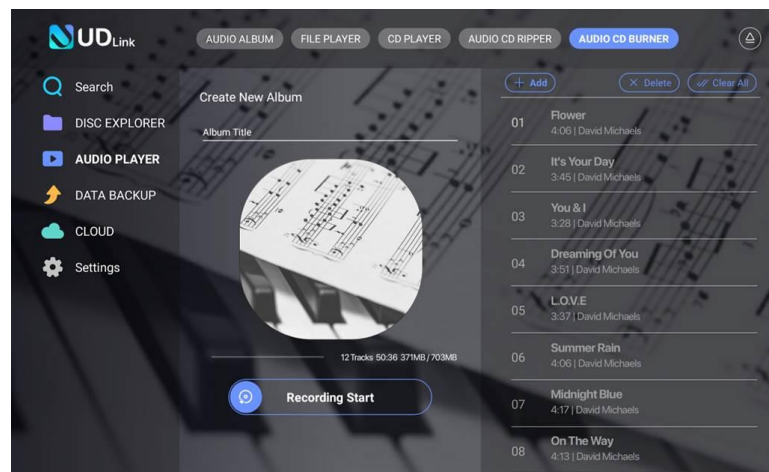 UDLink
AUDIO ALBUM
FILE PLAYER
CD PLAYER
AUDIO CD RIPPER
AUDIO CD BURNER
Search
DISC EXPLORER
AUDIO PLAYER
DATA BACKUP
CLOUD
Settings
Create New Album
Album Title
12 Tracks 50:36 371MB / 703MB
Recording Start
Add
Delete
Clear All
01 Flower
4:06 | David Michaels
02 It's Your Day
3:45 | David Michaels
03 You & I
3:28 | David Michaels
04 Dreaming Of You
3:51 | David Michaels
05 L.O.V.E
3:37 | David Michaels
06 Summer Rain
4:06 | David Michaels
07 Midnight Blue
4:17 | David Michaels
08 On The Way
4:13 | David Michaels